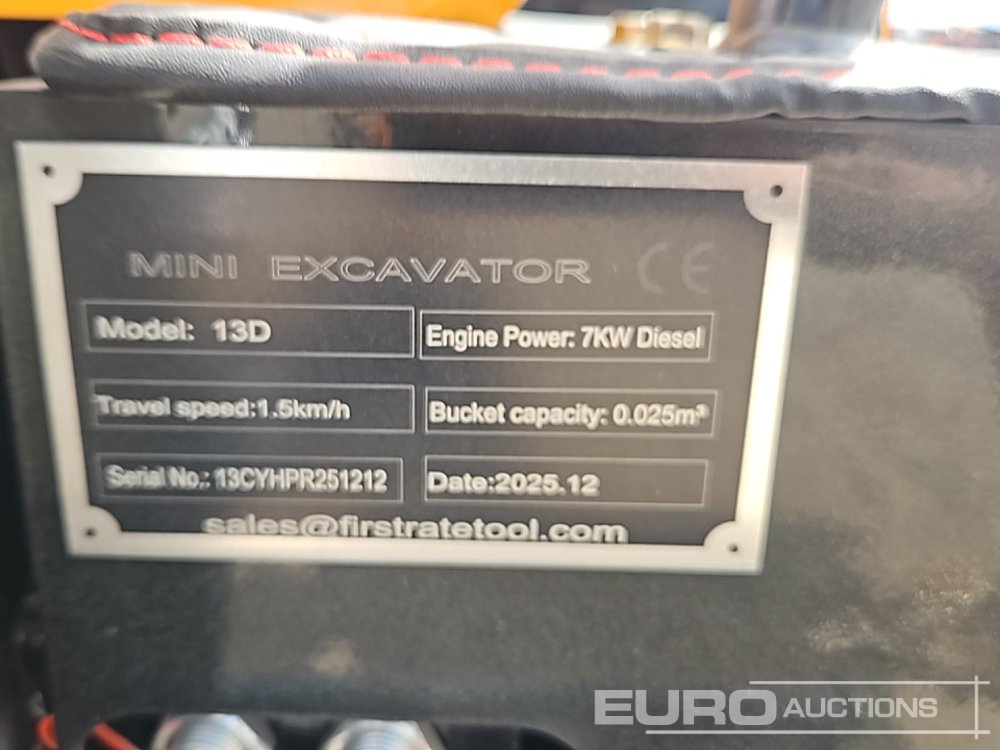 MINI EXCAVATOR CE
Model: 13D
Engine Power: 7KW Diesel
Travel speed:1.5km/h
Bucket capacity: 0.025m³
Serial No.: 13CYHPR251212
Date:2025.12
sales@firstratetool.com
EURO AUCTIONS